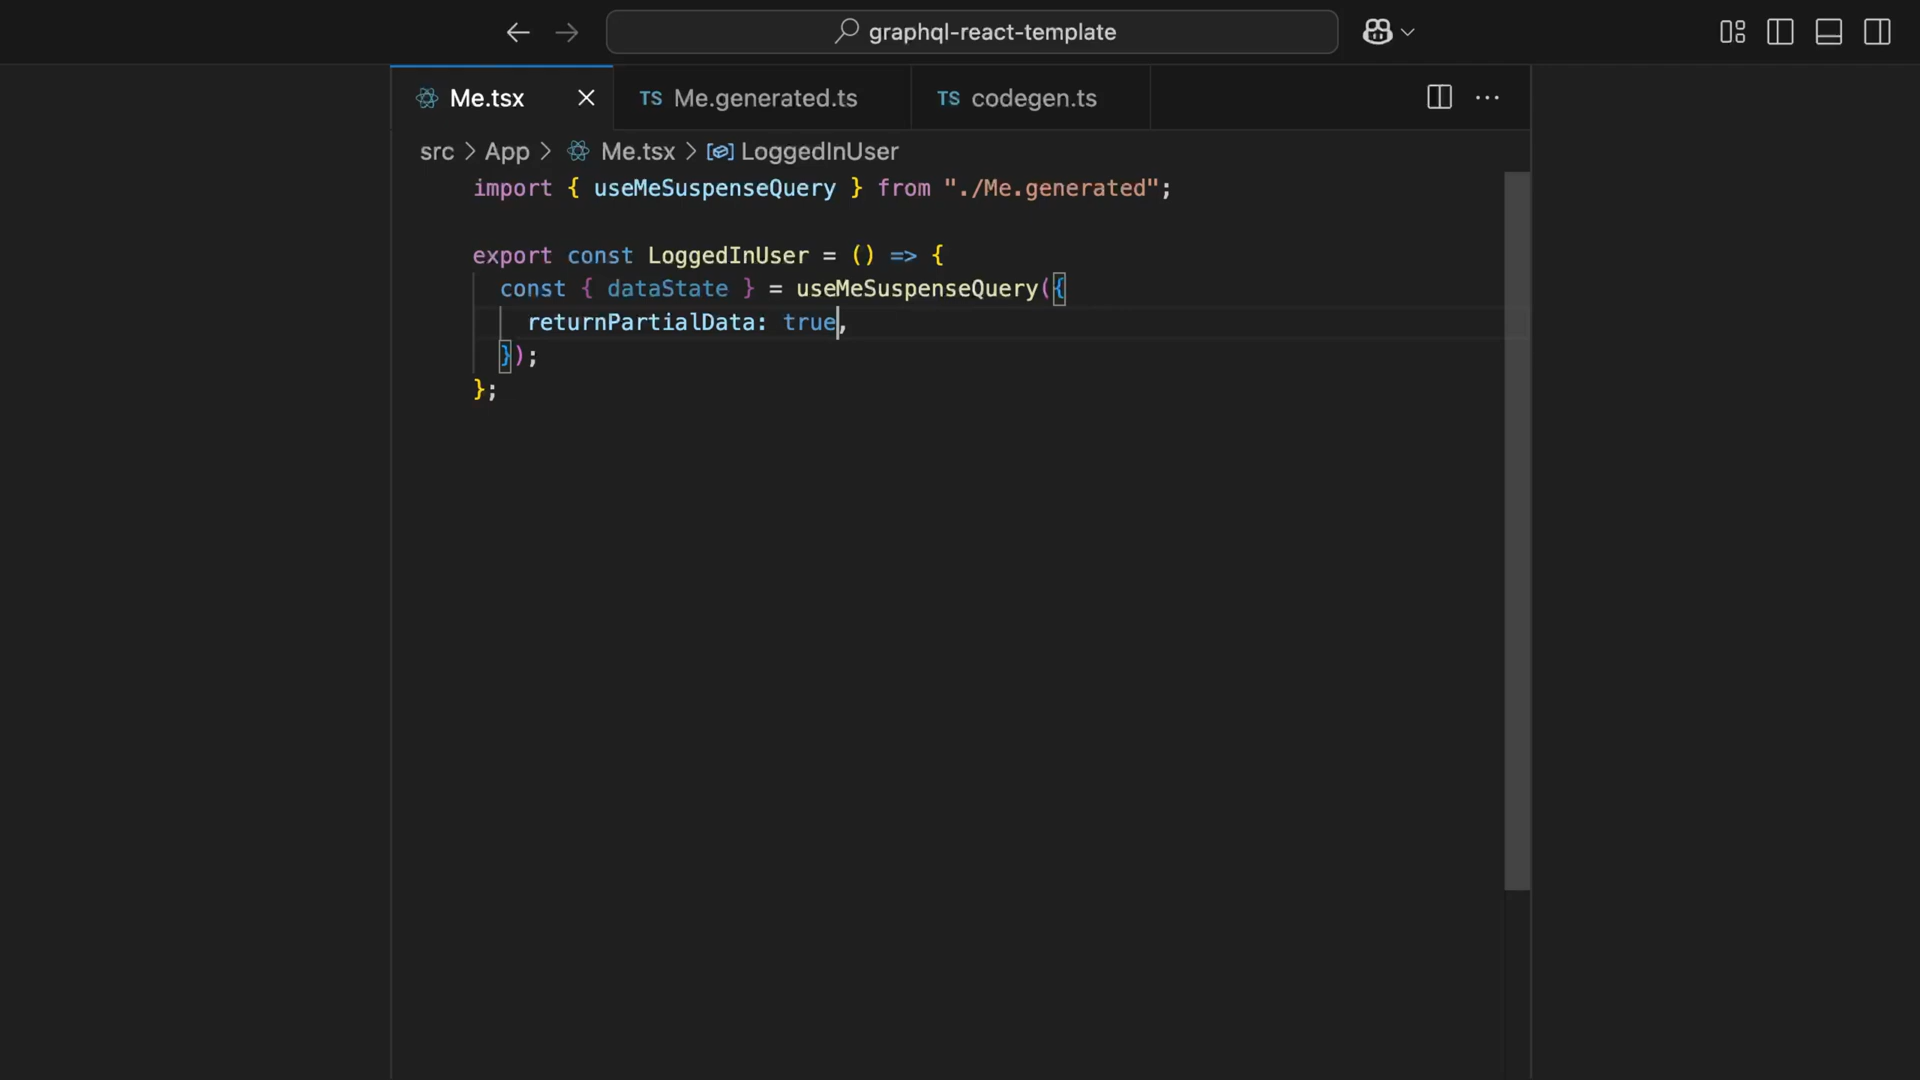 graphql-react-template
Me.tsx
TS Me.generated.ts
TS codegen.ts
src > App > Me.tsx > LoggedInUser
import { useMeSuspenseQuery } from "./Me.generated";
export const LoggedInUser = () => {
const { dataState } = useMeSuspenseQuery({
returnPartialData: true,
});
};